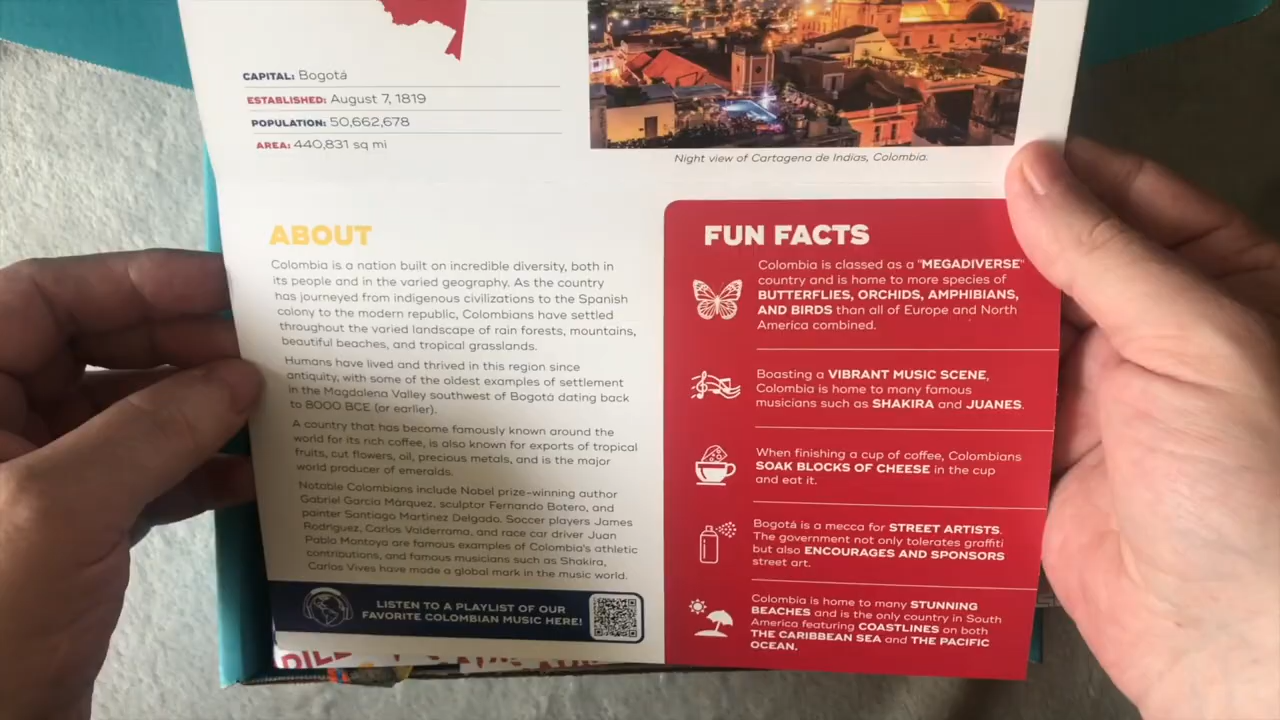 CAPITAL: Bogotá
ESTABLISHED: August 7, 1819
POPULATION: 50,662,678
AREA: 440,831 sq mi
Night view of Cartagena de Indias, Colombia.
ABOUT
Colombia is a nation built on incredible diversity, both in
its people and in the varied geography. As the country
has journeyed from indigenous civilizations to the Spanish
colony to the modern republic, Colombians have settled
throughout the varied landscape of rain forests, mountains,
beautiful beaches, and tropical grasslands.
Humans have lived and thrived in this region since
antiquity, with some of the oldest examples of settlement
in the Magdalena Valley southwest of Bogotá dating back
to 8000 BCE (or earlier).
A country that has become famously known around the
world for its rich coffee, is also known for exports of tropical
fruits, cut flowers, oil, precious metals, and is the major
world producer of emeralds.
Notable Colombians include Nobel prize-winning author
Gabriel García Márquez, sculptor Fernando Botero, and
painter Santiago Martinez Delgado. Soccer players James
Rodriguez, Carlos Valderrama, and race car driver Juan
Pablo Montoya are famous examples of Colombia's athletic
contributions, and famous musicians such as Shakira,
Carlos Vives have made a global mark in the music world.
LISTEN TO A PLAYLIST OF OUR
FAVORITE COLOMBIAN MUSIC HERE!
FUN FACTS
Colombia is classed as a "MEGADIVERSE"
country and is home to more species of
BUTTERFLIES, ORCHIDS, AMPHIBIANS,
AND BIRDS than all of Europe and North
America combined.
Boasting a VIBRANT MUSIC SCENE,
Colombia is home to many famous
musicians such as SHAKIRA and JUANES.
When finishing a cup of coffee, Colombians
SOAK BLOCKS OF CHEESE in the cup
and eat it.
Bogotá is a mecca for STREET ARTISTS.
The government not only tolerates graffiti
but also ENCOURAGES AND SPONSORS
street art.
Colombia is home to many STUNNING
BEACHES and is the only country in South
America featuring COASTLINES on both
THE CARIBBEAN SEA and THE PACIFIC
OCEAN.